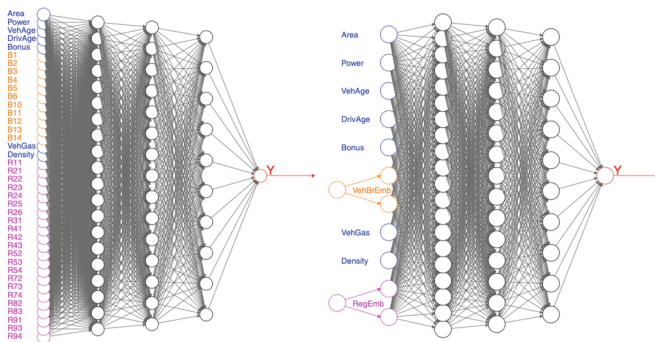 Area
Power
VehAge
DrivAge
Bonus
B1
B2
B3
B4
B5
B6
B10
B11
B12
B13
B14
VehGas
Density
R11
R21
R22
R23
R24
R25
R26
R31
R41
R42
R43
R52
R53
R54
R72
R73
R74
R82
R83
R91
R93
R94
Y
Area
Power
VehAge
DrivAge
Bonus
VehBrEmb
VehGas
Density
RegEmb
Y